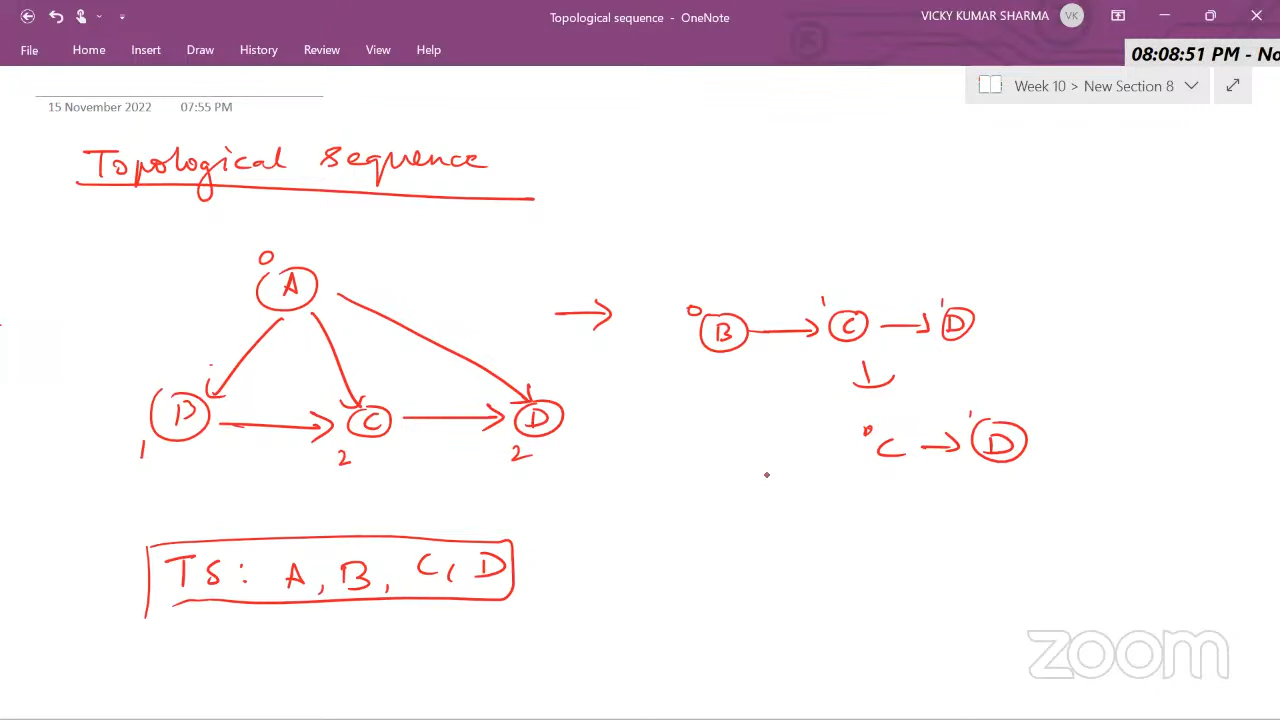 Topological sequence - OneNote
VICKY KUMAR SHARMA VK
File Home Insert Draw History Review View Help
08:08:51 PM - No
Week 10 > New Section 8
15 November 2022 07:55 PM
Topological sequence
0
A
0 1 1
B C D
B C D
0 1
C D
1 2 2
TS: A, B, C, D
zoom